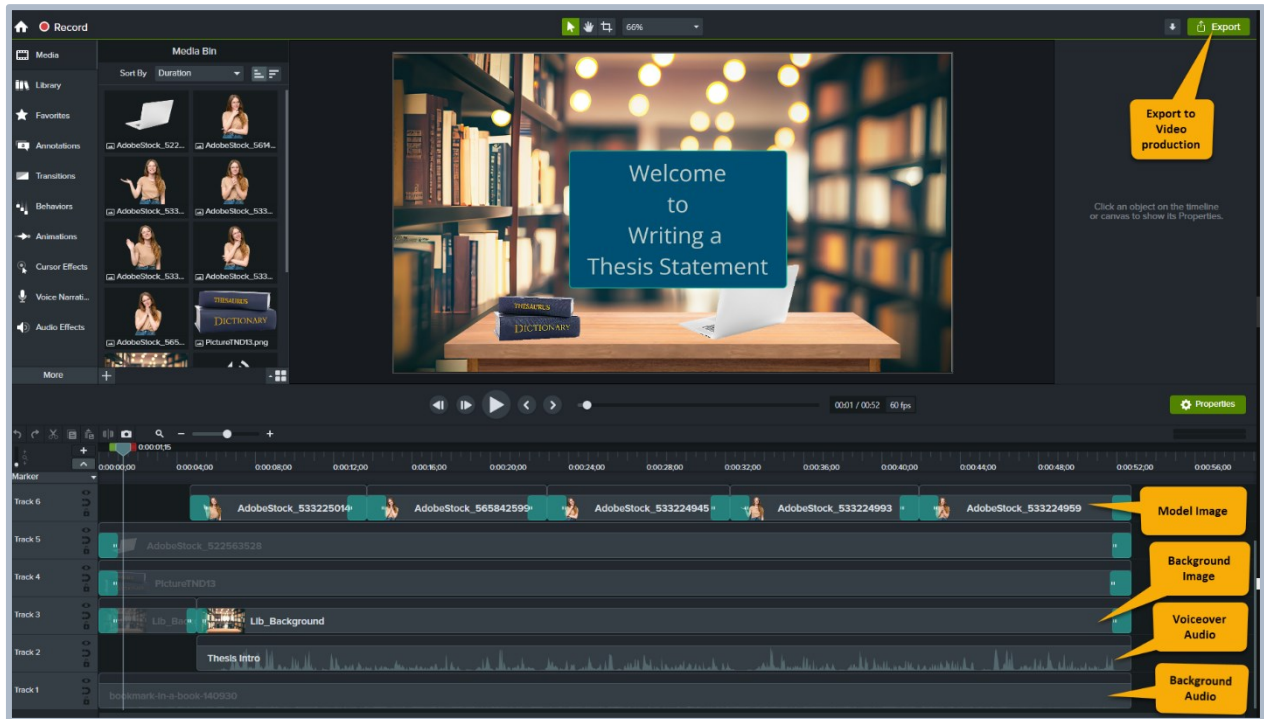 Record
66%
Export
Media
Library
Favorites
Annotations
Transitions
Behaviors
Animations
Cursor Effects
Voice Narrati...
Audio Effects
More
Media Bin
Sort By Duration
AdobeStock_522...
AdobeStock_5614...
AdobeStock_533...
AdobeStock_533...
AdobeStock_533...
AdobeStock_533...
THESAURUS
DICTIONARY
AdobeStock_565...
PictureTND13.png
Welcome
to
Writing a
Thesis Statement
THESAURUS
DICTIONARY
Export to
Video
production
Click an object on the timeline
or canvas to show its Properties.
00:01 / 00:52 60 fps
Properties
0:00:01;15
0:00:00;00 0:00:04;00 0:00:08;00 0:00:12;00 0:00:16;00 0:00:20;00 0:00:24;00 0:00:28;00 0:00:32;00 0:00:36;00 0:00:40;00 0:00:44;00 0:00:48;00 0:00:52;00 0:00:56;00
Marker
Track 6
AdobeStock_533225014
AdobeStock_565842599
AdobeStock_533224945
AdobeStock_533224993
AdobeStock_533224959
Model Image
Track 5
AdobeStock_522563528
Track 4
PictureTND13
Background
Image
Track 3
Lib_Bac
Lib_Background
Voiceover
Audio
Track 2
Thesis Intro
Track 1
bookmark-in-a-book-140930
Background
Audio